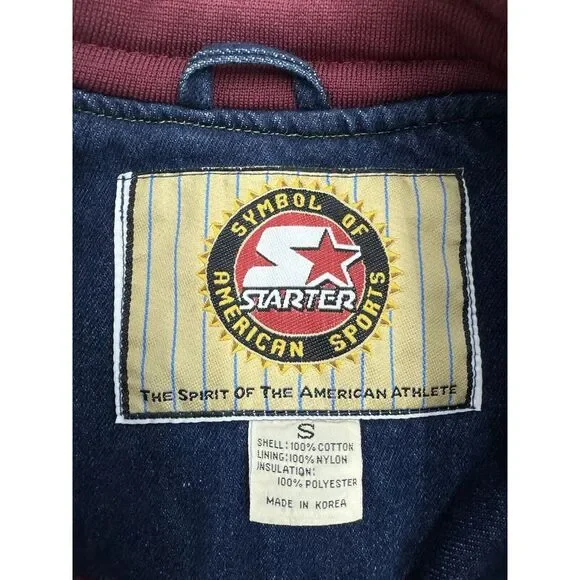 SYMBOL OF
STARTER
AMERICAN SPORTS
THE SPIRIT OF THE AMERICAN ATHLETE
S
SHELL:100% COTTON
LINING:100% NYLON
INSULATION:
100% POLYESTER
MADE IN KOREA